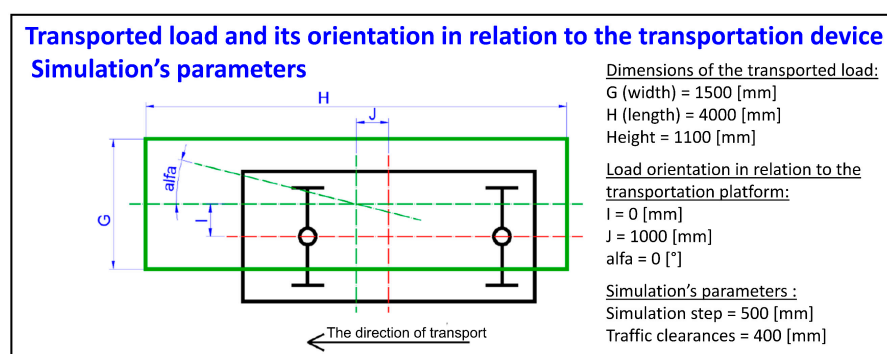 Transported load and its orientation in relation to the transportation device
Simulation's parameters
H
J
alfa
G
I
The direction of transport
Dimensions of the transported load:
G (width) = 1500 [mm]
H (length) = 4000 [mm]
Height = 1100 [mm]
Load orientation in relation to the
transportation platform:
I = 0 [mm]
J = 1000 [mm]
alfa = 0 [°]
Simulation's parameters :
Simulation step = 500 [mm]
Traffic clearances = 400 [mm]